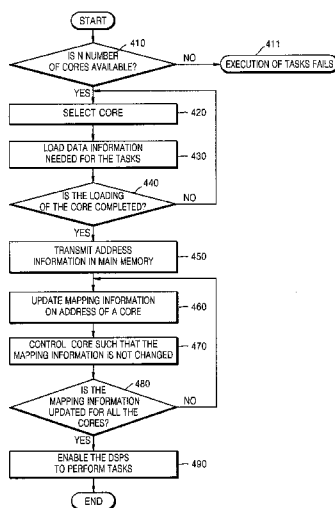 START
410
411
IS N NUMBER
OF CORES AVAILABLE?
NO
EXECUTION OF TASKS FAILS
YES
SELECT CORE
420
LOAD DATA INFORMATION
NEEDED FOR THE TASKS
430
440
IS THE LOADING
OF THE CORE COMPLETED?
NO
YES
TRANSMIT ADDRESS
INFORMATION IN MAIN MEMORY
450
UPDATE MAPPING INFORMATION
ON ADDRESS OF A CORE
460
CONTROL CORE SUCH THAT THE
MAPPING INFORMATION IS NOT CHANGED
470
480
IS THE
MAPPING INFORMATION
UPDATED FOR ALL THE
CORES?
NO
YES
ENABLE THE DSPS
TO PERFORM TASKS
490
END